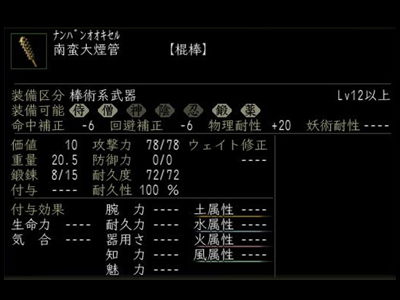 ナンバンオオキセル
南蛮大煙管 【棍棒】
装備区分 棒術系武器 Lv12以上
装備可能 侍 僧 神 陰 忍 鍛 薬
命中補正 -6 回避補正 -6 物理耐性 +20 妖術耐性 ----
価値 10 攻撃力 78/78 ウェイト修正
重量 20.5 防御力 0/0 ----
鍛錬 8/15 耐久度 72/72
付与 ---- 耐久性 100 %
付与効果 腕力 ---- 土属性 ----
生命力 ---- 耐久力 ---- 水属性 ----
気合 ---- 器用さ ---- 火属性 ----
知力 ---- 風属性 ----
魅力 ----